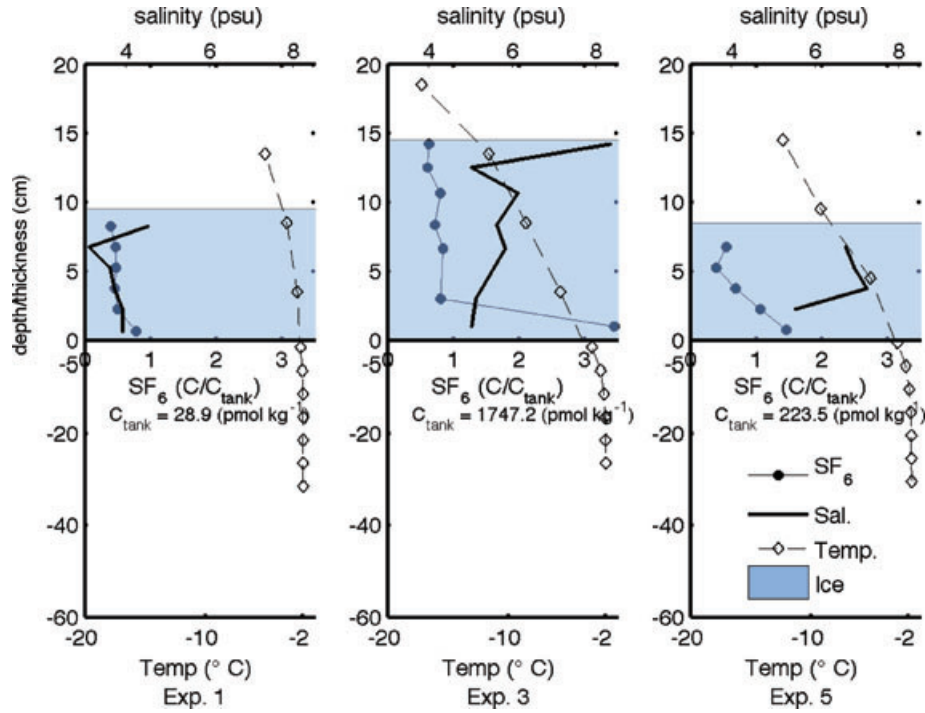 salinity (psu) salinity (psu) salinity (psu)
4 6 8 4 6 8 4 6 8
20 20 20
15 15 15
10 10 10
5 5 5
0 0 0
depth/thickness (cm)
0 1 2 3 0 1 2 3 0 1 2 3
-5 -5 -5
SF6 (C/Ctank) SF6 (C/Ctank) SF6 (C/Ctank)
Ctank = 28.9 (pmol kg-1) Ctank = 1747.2 (pmol kg-1) Ctank = 223.5 (pmol kg-1)
-20 -20 -20
-40 -40 -40
-60 -60 -60
SF6
Sal.
Temp.
Ice
-20 -10 -2 -20 -10 -2 -20 -10 -2
Temp (° C) Temp (° C) Temp (° C)
Exp. 1 Exp. 3 Exp. 5